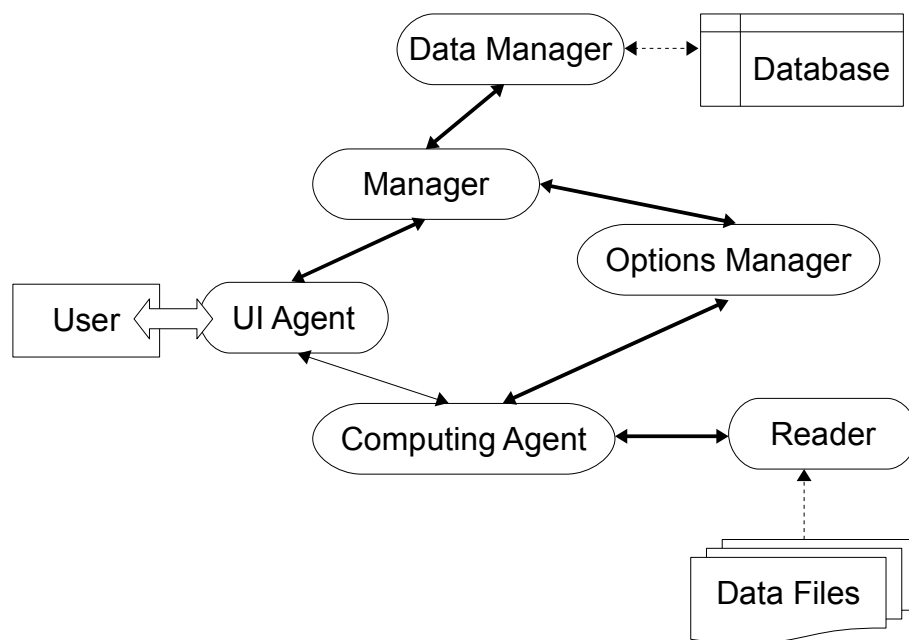 Data Manager
Database
Manager
Options Manager
User
UI Agent
Computing Agent
Reader
Data Files